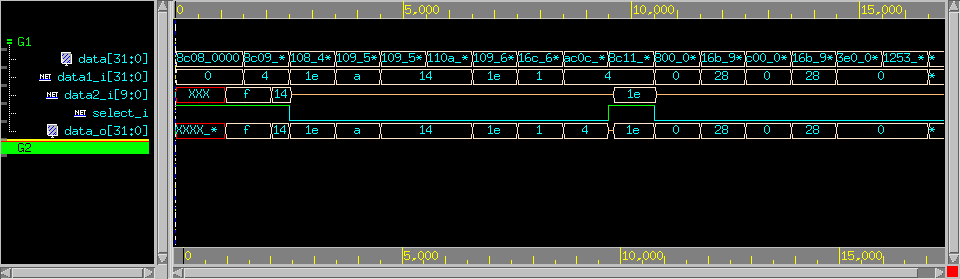 0 5,000 10,000 15,000
G1
data[31:0] 8c08_0000 8c09_* 108_4* 109_5* 109_5* 110a_* 109_6* 16c_6* ac0c_* 8c11_* 800_0* 16b_9* c00_0* 16b_9* 3e0_0* 1253_* *
NET data1_i[31:0] 0 4 1e a 14 1e 1 4 0 28 0 28 0 *
NET data2_i[9:0] XXX f 14 1e
NET select_i
data_o[31:0] XXXX_* f 14 1e a 14 1e 1 4 1e 0 28 0 28 0 *
G2
0 5,000 10,000 15,000